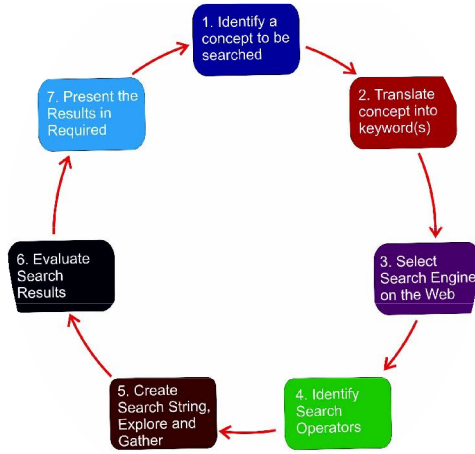 1. Identify a
concept to be
searched
2. Translate
concept into
keyword(s)
3. Select
Search Engine
on the Web
4. Identify
Search
Operators
5. Create
Search String,
Explore and
Gather
6. Evaluate
Search
Results
7. Present the
Results in
Required